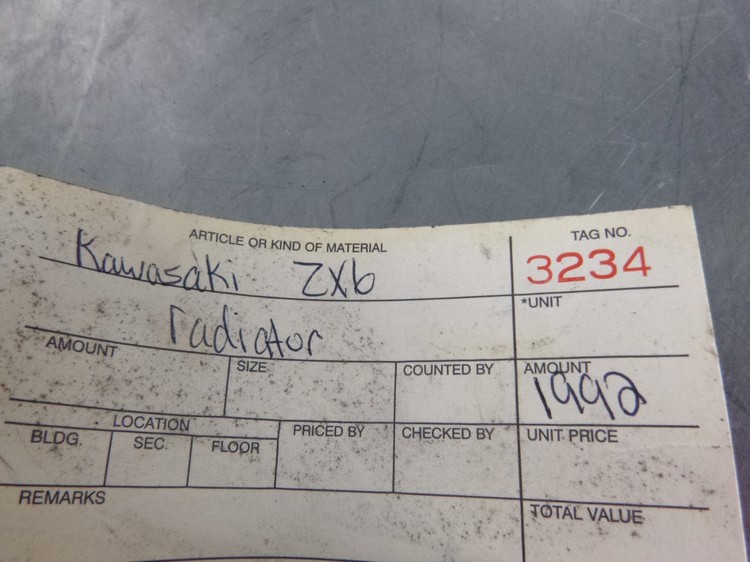 ARTICLE OR KIND OF MATERIAL
TAG NO.
Kawasaki ZX6
3234
*UNIT
radiator
AMOUNT
SIZE
COUNTED BY
AMOUNT
1992
LOCATION
PRICED BY
CHECKED BY
UNIT PRICE
BLDG.
SEC.
FLOOR
REMARKS
TOTAL VALUE